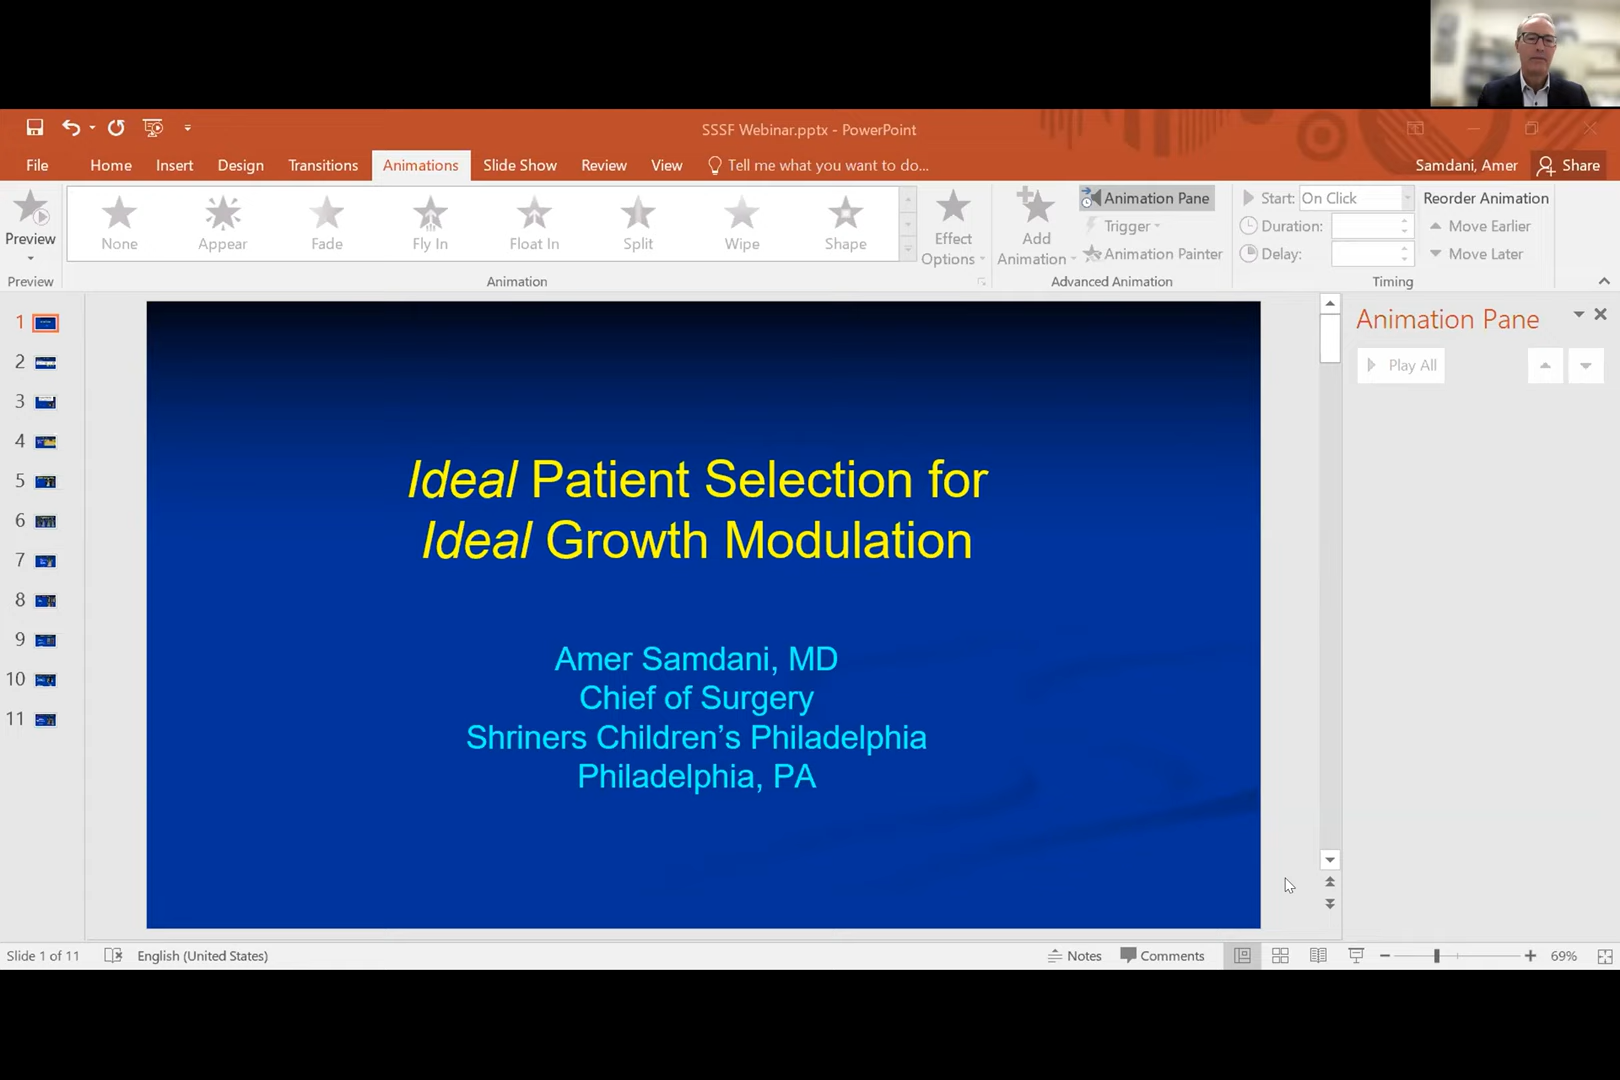 SSSF Webinar.pptx - PowerPoint
File Home Insert Design Transitions Animations Slide Show Review View Tell me what you want to do... Samdani, Amer Share
Preview
None Appear Fade Fly In Float In Split Wipe Shape
Effect
Options
Add
Animation
Animation Pane
Trigger
Animation Painter
Start: On Click
Duration:
Delay:
Reorder Animation
Move Earlier
Move Later
Preview Animation Advanced Animation Timing
1
2
3
4
5
6
7
8
9
10
11
Ideal Patient Selection for
Ideal Growth Modulation
Amer Samdani, MD
Chief of Surgery
Shriners Children’s Philadelphia
Philadelphia, PA
Animation Pane
Play All
Slide 1 of 11 English (United States) Notes Comments 69%